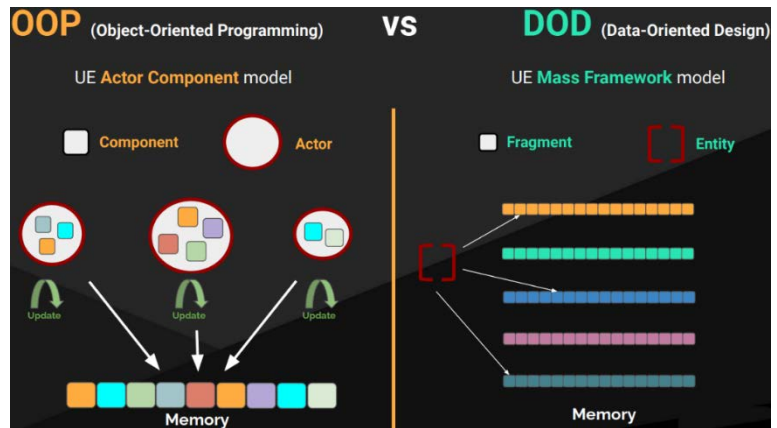 OOP (Object-Oriented Programming)
VS
DOD (Data-Oriented Design)
UE Actor Component model
UE Mass Framework model
Component
Actor
Fragment
Entity
Update
Update
Update
Memory
Memory